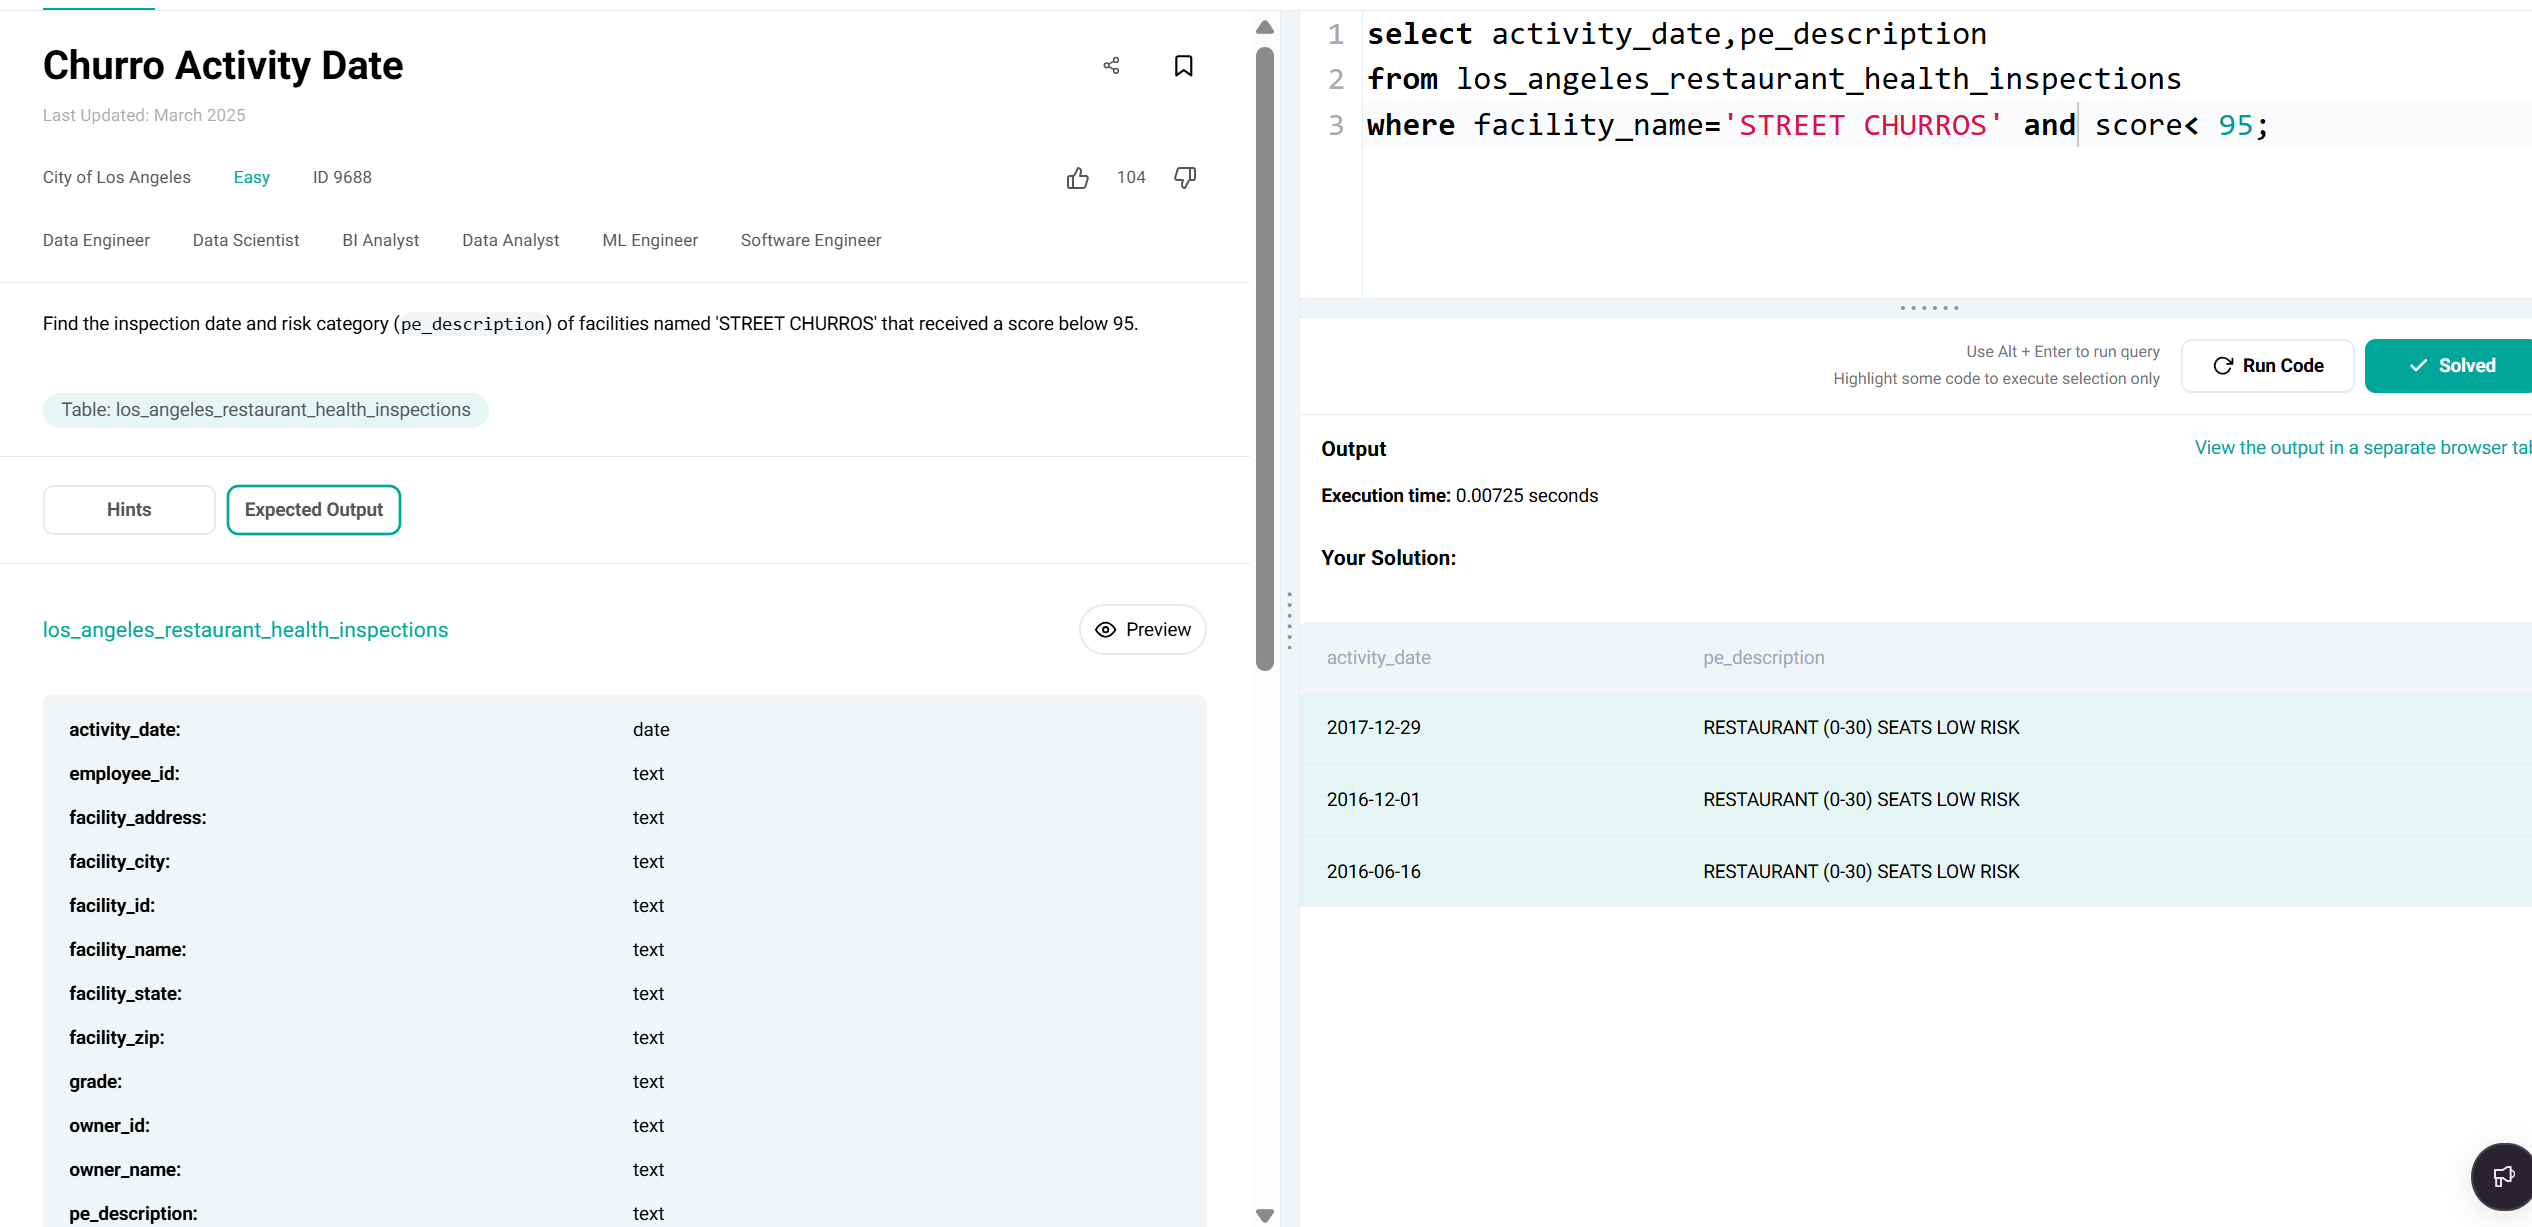 Churro Activity Date
Last Updated: March 2025
City of Los Angeles Easy ID 9688
104
Data Engineer Data Scientist BI Analyst Data Analyst ML Engineer Software Engineer
Find the inspection date and risk category (pe_description) of facilities named 'STREET CHURROS' that received a score below 95.
Table: los_angeles_restaurant_health_inspections
Hints Expected Output
los_angeles_restaurant_health_inspections
Preview
activity_date: date
employee_id: text
facility_address: text
facility_city: text
facility_id: text
facility_name: text
facility_state: text
facility_zip: text
grade: text
owner_id: text
owner_name: text
pe_description: text
1 select activity_date,pe_description
2 from los_angeles_restaurant_health_inspections
3 where facility_name='STREET CHURROS' and score< 95;
Use Alt + Enter to run query
Highlight some code to execute selection only
Run Code
Solved
Output
View the output in a separate browser
Execution time: 0.00725 seconds
Your Solution:
activity_date pe_description
2017-12-29 RESTAURANT (0-30) SEATS LOW RISK
2016-12-01 RESTAURANT (0-30) SEATS LOW RISK
2016-06-16 RESTAURANT (0-30) SEATS LOW RISK